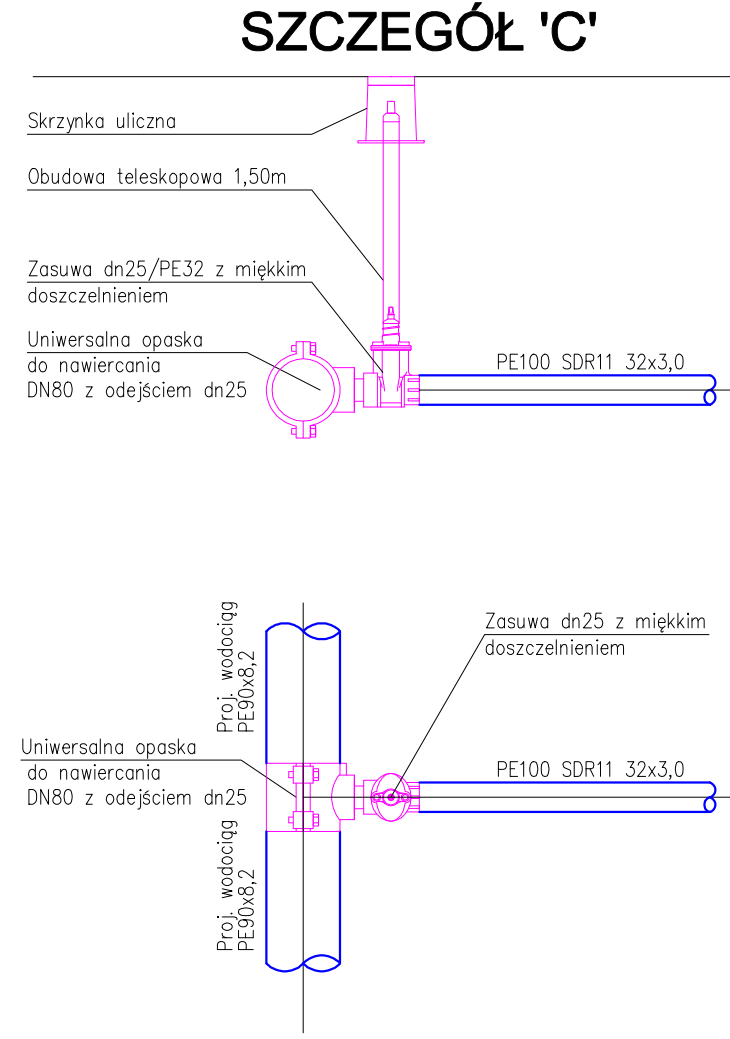 SZCZEGÓŁ 'C'
Skrzynka uliczna
Obudowa teleskopowa 1,50m
Zasuwa dn25/PE32 z miękkim
doszczelnieniem
Uniwersalna opaska
do nawiercania
DN80 z odejściem dn25
PE100 SDR11 32x3,0
Proj. wodociąg
PE90x8,2
Zasuwa dn25 z miękkim
doszczelnieniem
Uniwersalna opaska
do nawiercania
DN80 z odejściem dn25
PE100 SDR11 32x3,0
Proj. wodociąg
PE90x8,2